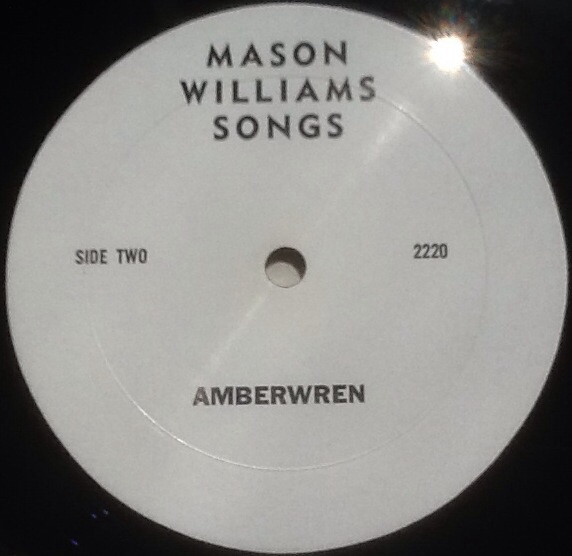 MASON
WILLIAMS
SONGS
SIDE TWO
2220
AMBERWREN